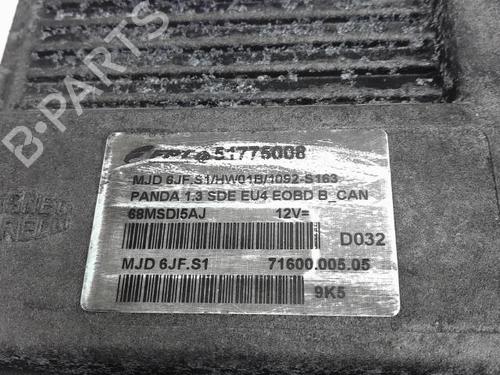 51775008
MJD 6JF.S1/HW01B/1092-S163
PANDA 1.3 SDE EU4 EOBD B_CAN
68MSDI5AJ 12V=
D032
MJD 6JF.S1 71600.005.05
9K5
B-PARTS